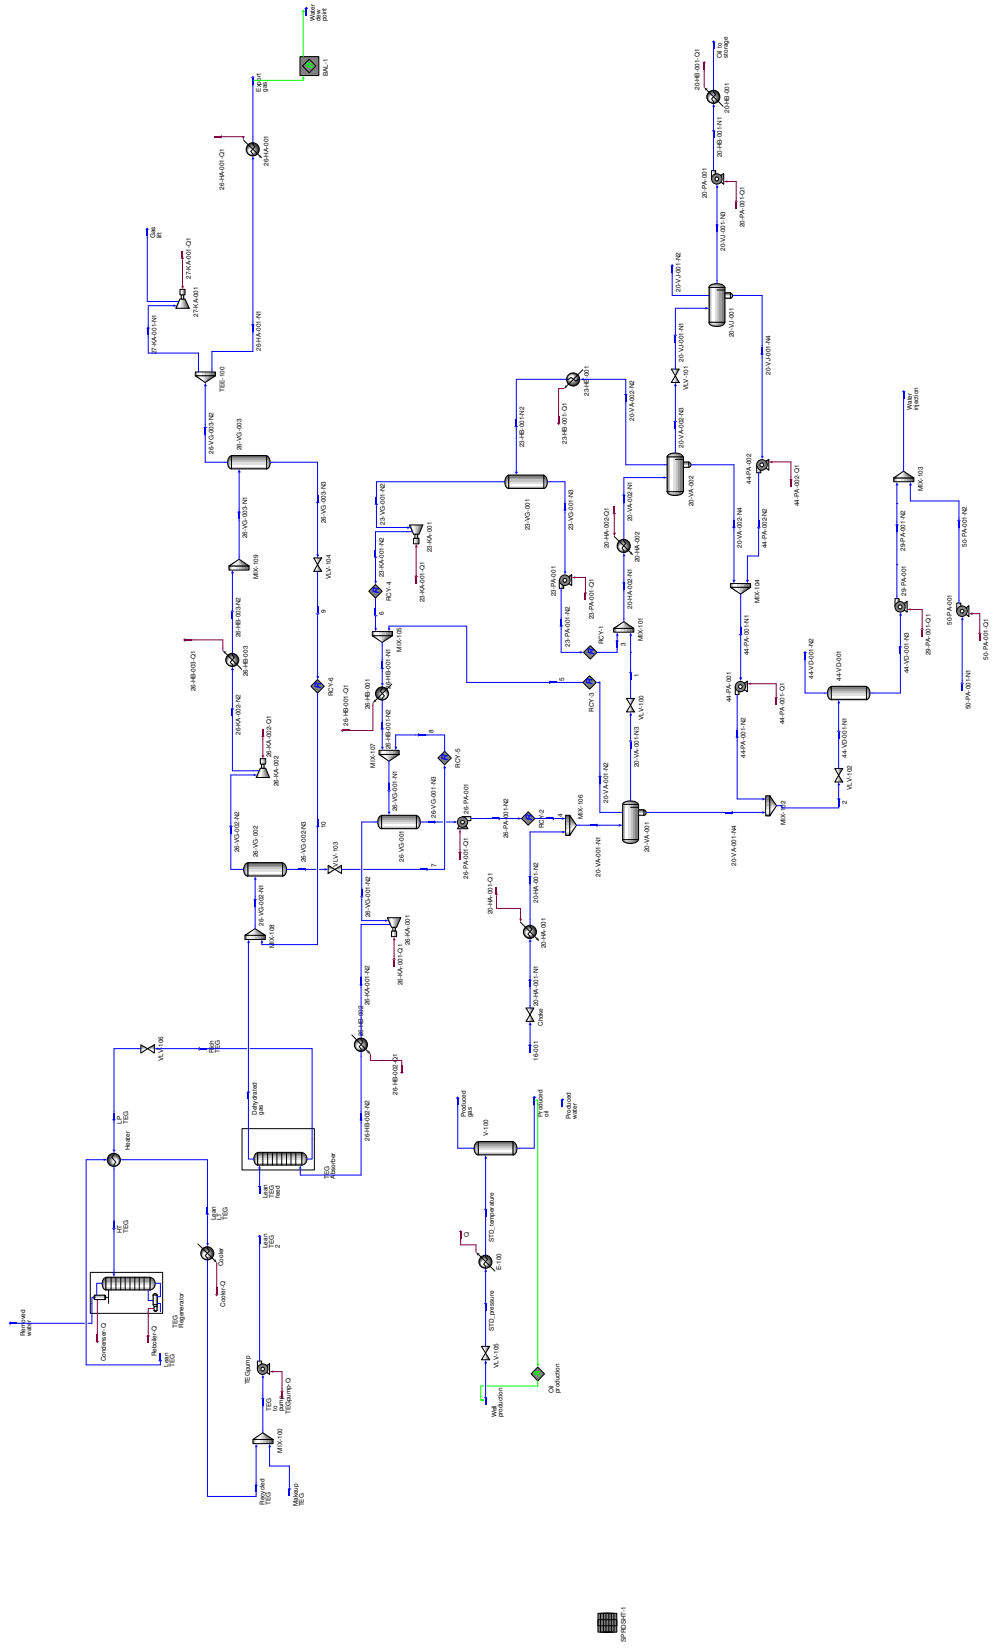 Water
dew
point
BAL-1
Export
gas
26-HA-001-Q1
26-HA-001
26-HA-001-N1
Gas
lift
27-KA-001-Q1
27-KA-001
27-KA-001-N1
TEE-100
26-VG-003-N2
26-VG-003
26-VG-003-N1
26-VG-003-N3
MIX-109
VLV-104
26-HB-003-N2
9
26-HB-003-Q1
26-HB-003
RCY-6
26-KA-002-N2
26-KA-002-Q1
26-KA-002
26-VG-002-N2
10
26-VG-002
26-VG-002-N3
VLV-103
7
26-VG-002-N1
MIX-108
Oil to
storage
20-HB-001-Q1
20-HB-001
20-HB-001-N1
20-PA-001
20-PA-001-Q1
20-VJ-001-N3
20-VJ-001-N2
20-VJ-001
20-VJ-001-N1
20-VJ-001-N4
VLV-101
20-VA-002-N3
23-HB-001
23-HB-001-Q1
20-VA-002-N2
23-HB-001-N2
20-VA-002
23-VG-001
23-VG-001-N2
23-VG-001-N3
20-VA-002-N1
20-VA-002-N4
44-PA-002
44-PA-002-Q1
44-PA-002-N2
Water
injection
MIX-103
29-PA-001-N2
50-PA-001-N2
23-KA-001
23-KA-001-Q1
23-KA-001-N2
RCY-4
6
MIX-105
20-HA-002-Q1
20-HA-002
20-HA-002-N1
23-PA-001
23-PA-001-Q1
23-PA-001-N2
RCY-1
3
MIX-101
MIX-104
29-PA-001
29-PA-001-Q1
50-PA-001
50-PA-001-Q1
50-PA-001-N1
26-HB-001-N1
26-HB-001
26-HB-001-Q1
26-HB-001-N2
5
RCY-3
1
VLV-100
44-PA-001-N1
44-PA-001
44-PA-001-Q1
44-PA-001-N2
44-VD-001-N2
44-VD-001
44-VD-001-N3
44-VD-001-N1
VLV-102
2
MIX-107
8
RCY-5
26-VG-001-N1
26-VG-001-N3
26-VG-001
26-PA-001
26-PA-001-Q1
26-PA-001-N2
RCY-2
4
MIX-106
20-VA-001-N2
20-VA-001-N3
20-VA-001-N1
20-VA-001
20-VA-001-N4
MIX-102
26-VG-001-N2
26-KA-001
26-KA-001-Q1
26-KA-001-N2
20-HA-001-Q1
20-HA-001-N2
20-HA-001
20-HA-001-N1
Choke
16-001
26-HB-002
26-HB-002-Q1
26-HB-002-N2
VLV-106
Rich
TEG
Dehydrated
gas
LP
TEG
Heater
HT
TEG
TEG
Absorber
Lean
TEG
feed
Lean
LT
TEG
Cooler
Cooler-Q
Lean
TEG
2
Removed
water
Condenser-Q
Reboiler-Q
TEG
Regenerator
Lean
TEG
TEGpump
TEGpump-Q
TEG
to
pump
MIX-100
Recycled
TEG
Makeup
TEG
Produced
gas
V-100
Produced
oil
Produced
water
STD_temperature
Q
E-100
STD_pressure
VLV-105
Well
production
Oil
production
SPRDSHT-1